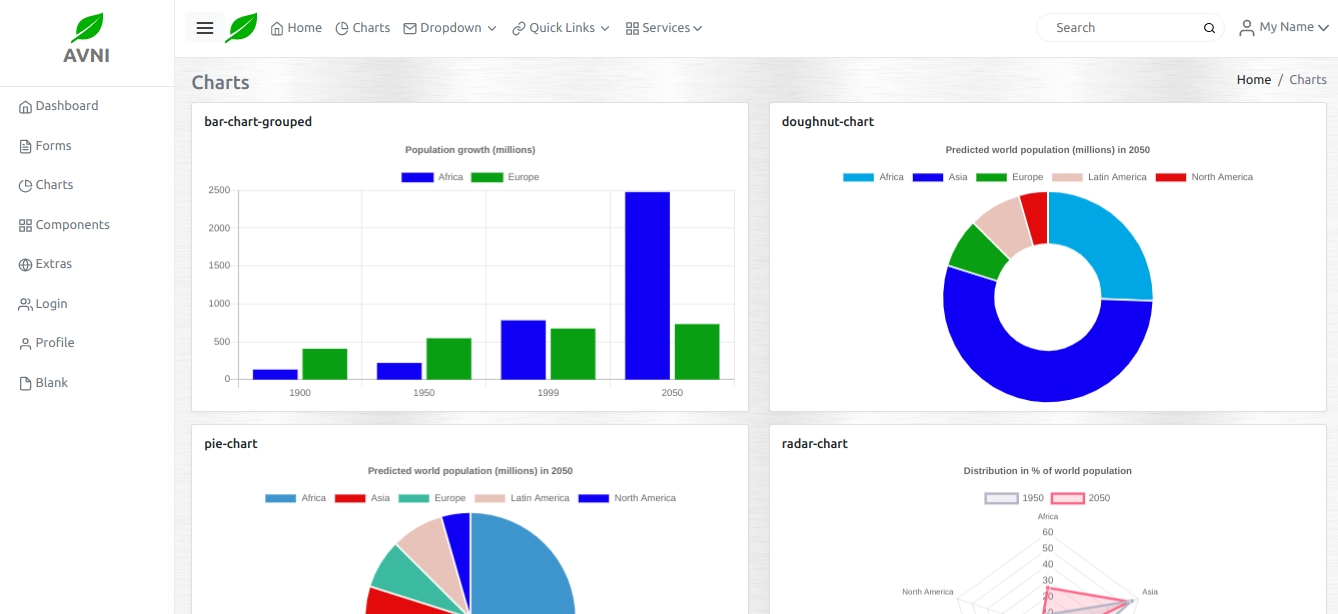 AVNI
Dashboard
Forms
Charts
Components
Extras
Login
Profile
Blank
Home Charts Dropdown Quick Links Services Search My Name
Charts
Home / Charts
bar-chart-grouped
Population growth (millions)
Africa Europe
2500
2000
1500
1000
500
0
1900 1950 1999 2050
doughnut-chart
Predicted world population (millions) in 2050
Africa Asia Europe Latin America North America
pie-chart
Predicted world population (millions) in 2050
Africa Asia Europe Latin America North America
radar-chart
Distribution in % of world population
1950 2050
Africa
60
50
40
30
20
North America Asia